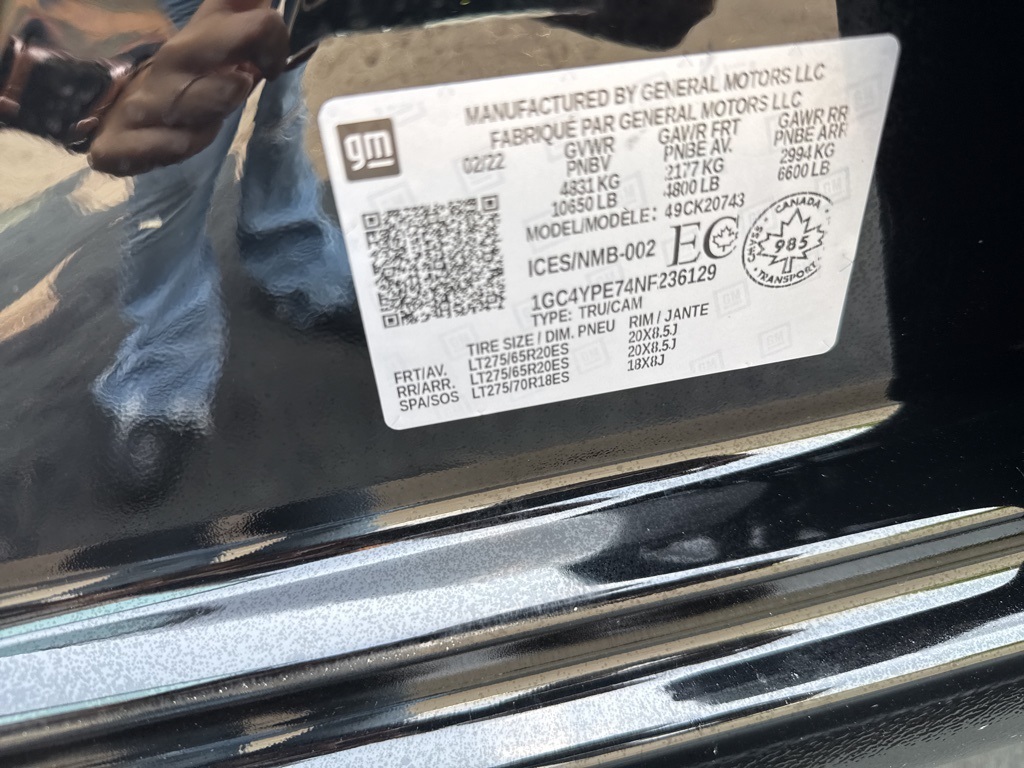 MANUFACTURED BY GENERAL MOTORS LLC
FABRIQUÉ PAR GENERAL MOTORS LLC
gm
02/22
GVWR GAWR FRT GAWR RR
PNBV PNBE AV. PNBE ARR
4831 KG 2177 KG 2994 KG
10650 LB 4800 LB 6600 LB
MODEL/MODÈLE: 49CK20743
ICES/NMB-002 EC
CANADA
985
TRANSPORT
1GC4YPE74NF236129
TYPE: TRU/CAM
TIRE SIZE / DIM. PNEU RIM / JANTE
FRT/AV. LT275/65R20ES 20X8.5J
RR/ARR. LT275/65R20ES 20X8.5J
SPA/SOS LT275/70R18ES 18X8J